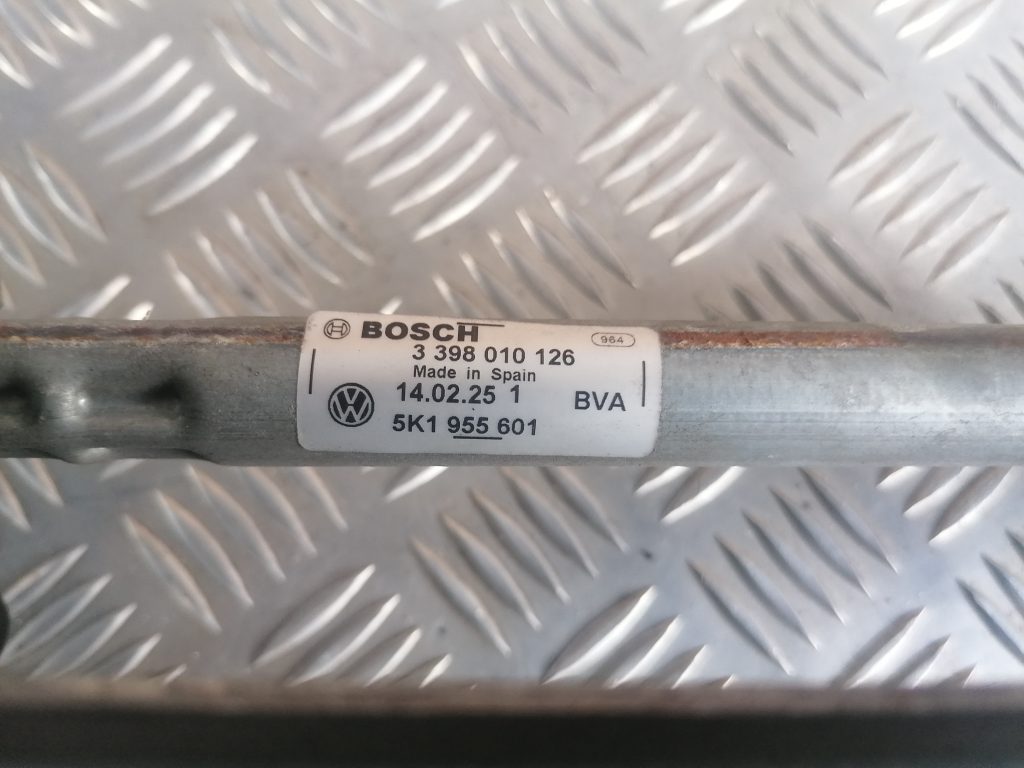 BOSCH
964
3 398 010 126
Made in Spain
14.02.25 1
BVA
5K1 955 601